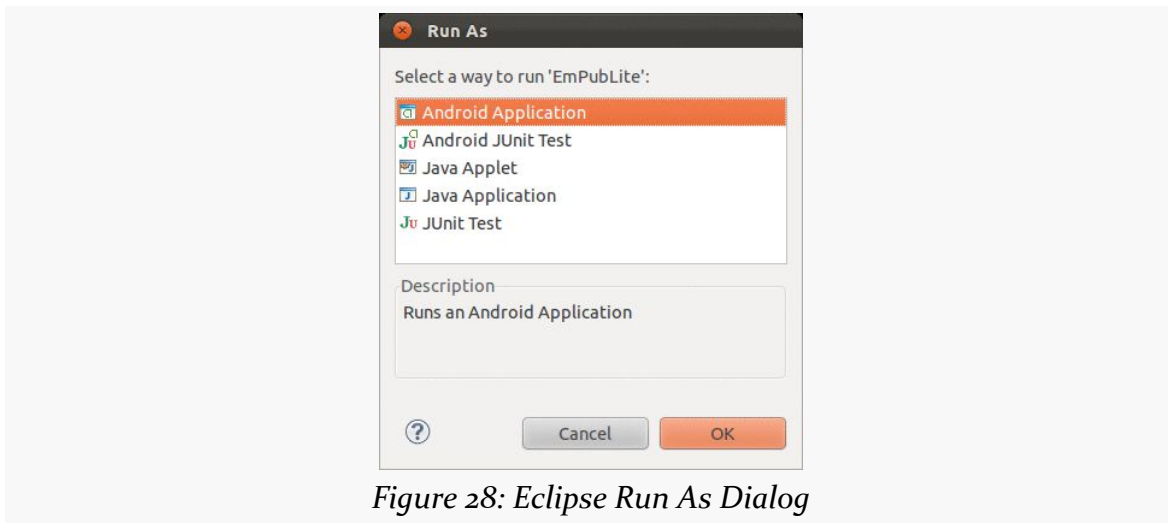 Run As
Select a way to run 'EmPubLite':
Android Application
Android JUnit Test
Java Applet
Java Application
JUnit Test
Description
Runs an Android Application
Cancel
OK
Figure 28: Eclipse Run As Dialog